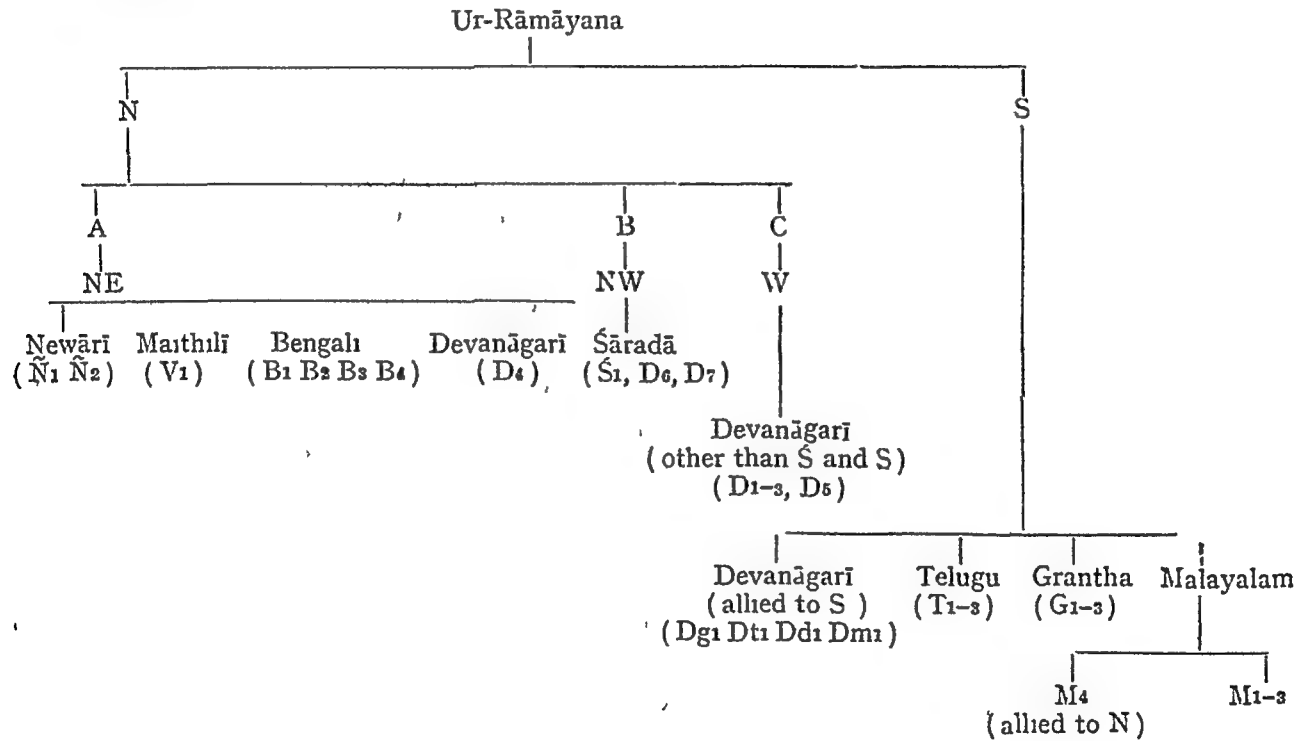 Ur-Rāmāyana
N S
A B C
NE NW W
Newārī Maithilī Bengali Devanāgarī Śāradā
(Ñ1 Ñ2) (V1) (B1 B2 B3 B4) (D4) (Ś1, D6, D7)
Devanāgarī
(other than Ś and S)
(D1-3, D5)
Devanāgarī Telugu Grantha Malayalam
(allied to S) (T1-3) (G1-3)
(Dg1 Dt1 Dd1 Dm1)
M4 M1-3
(allied to N)